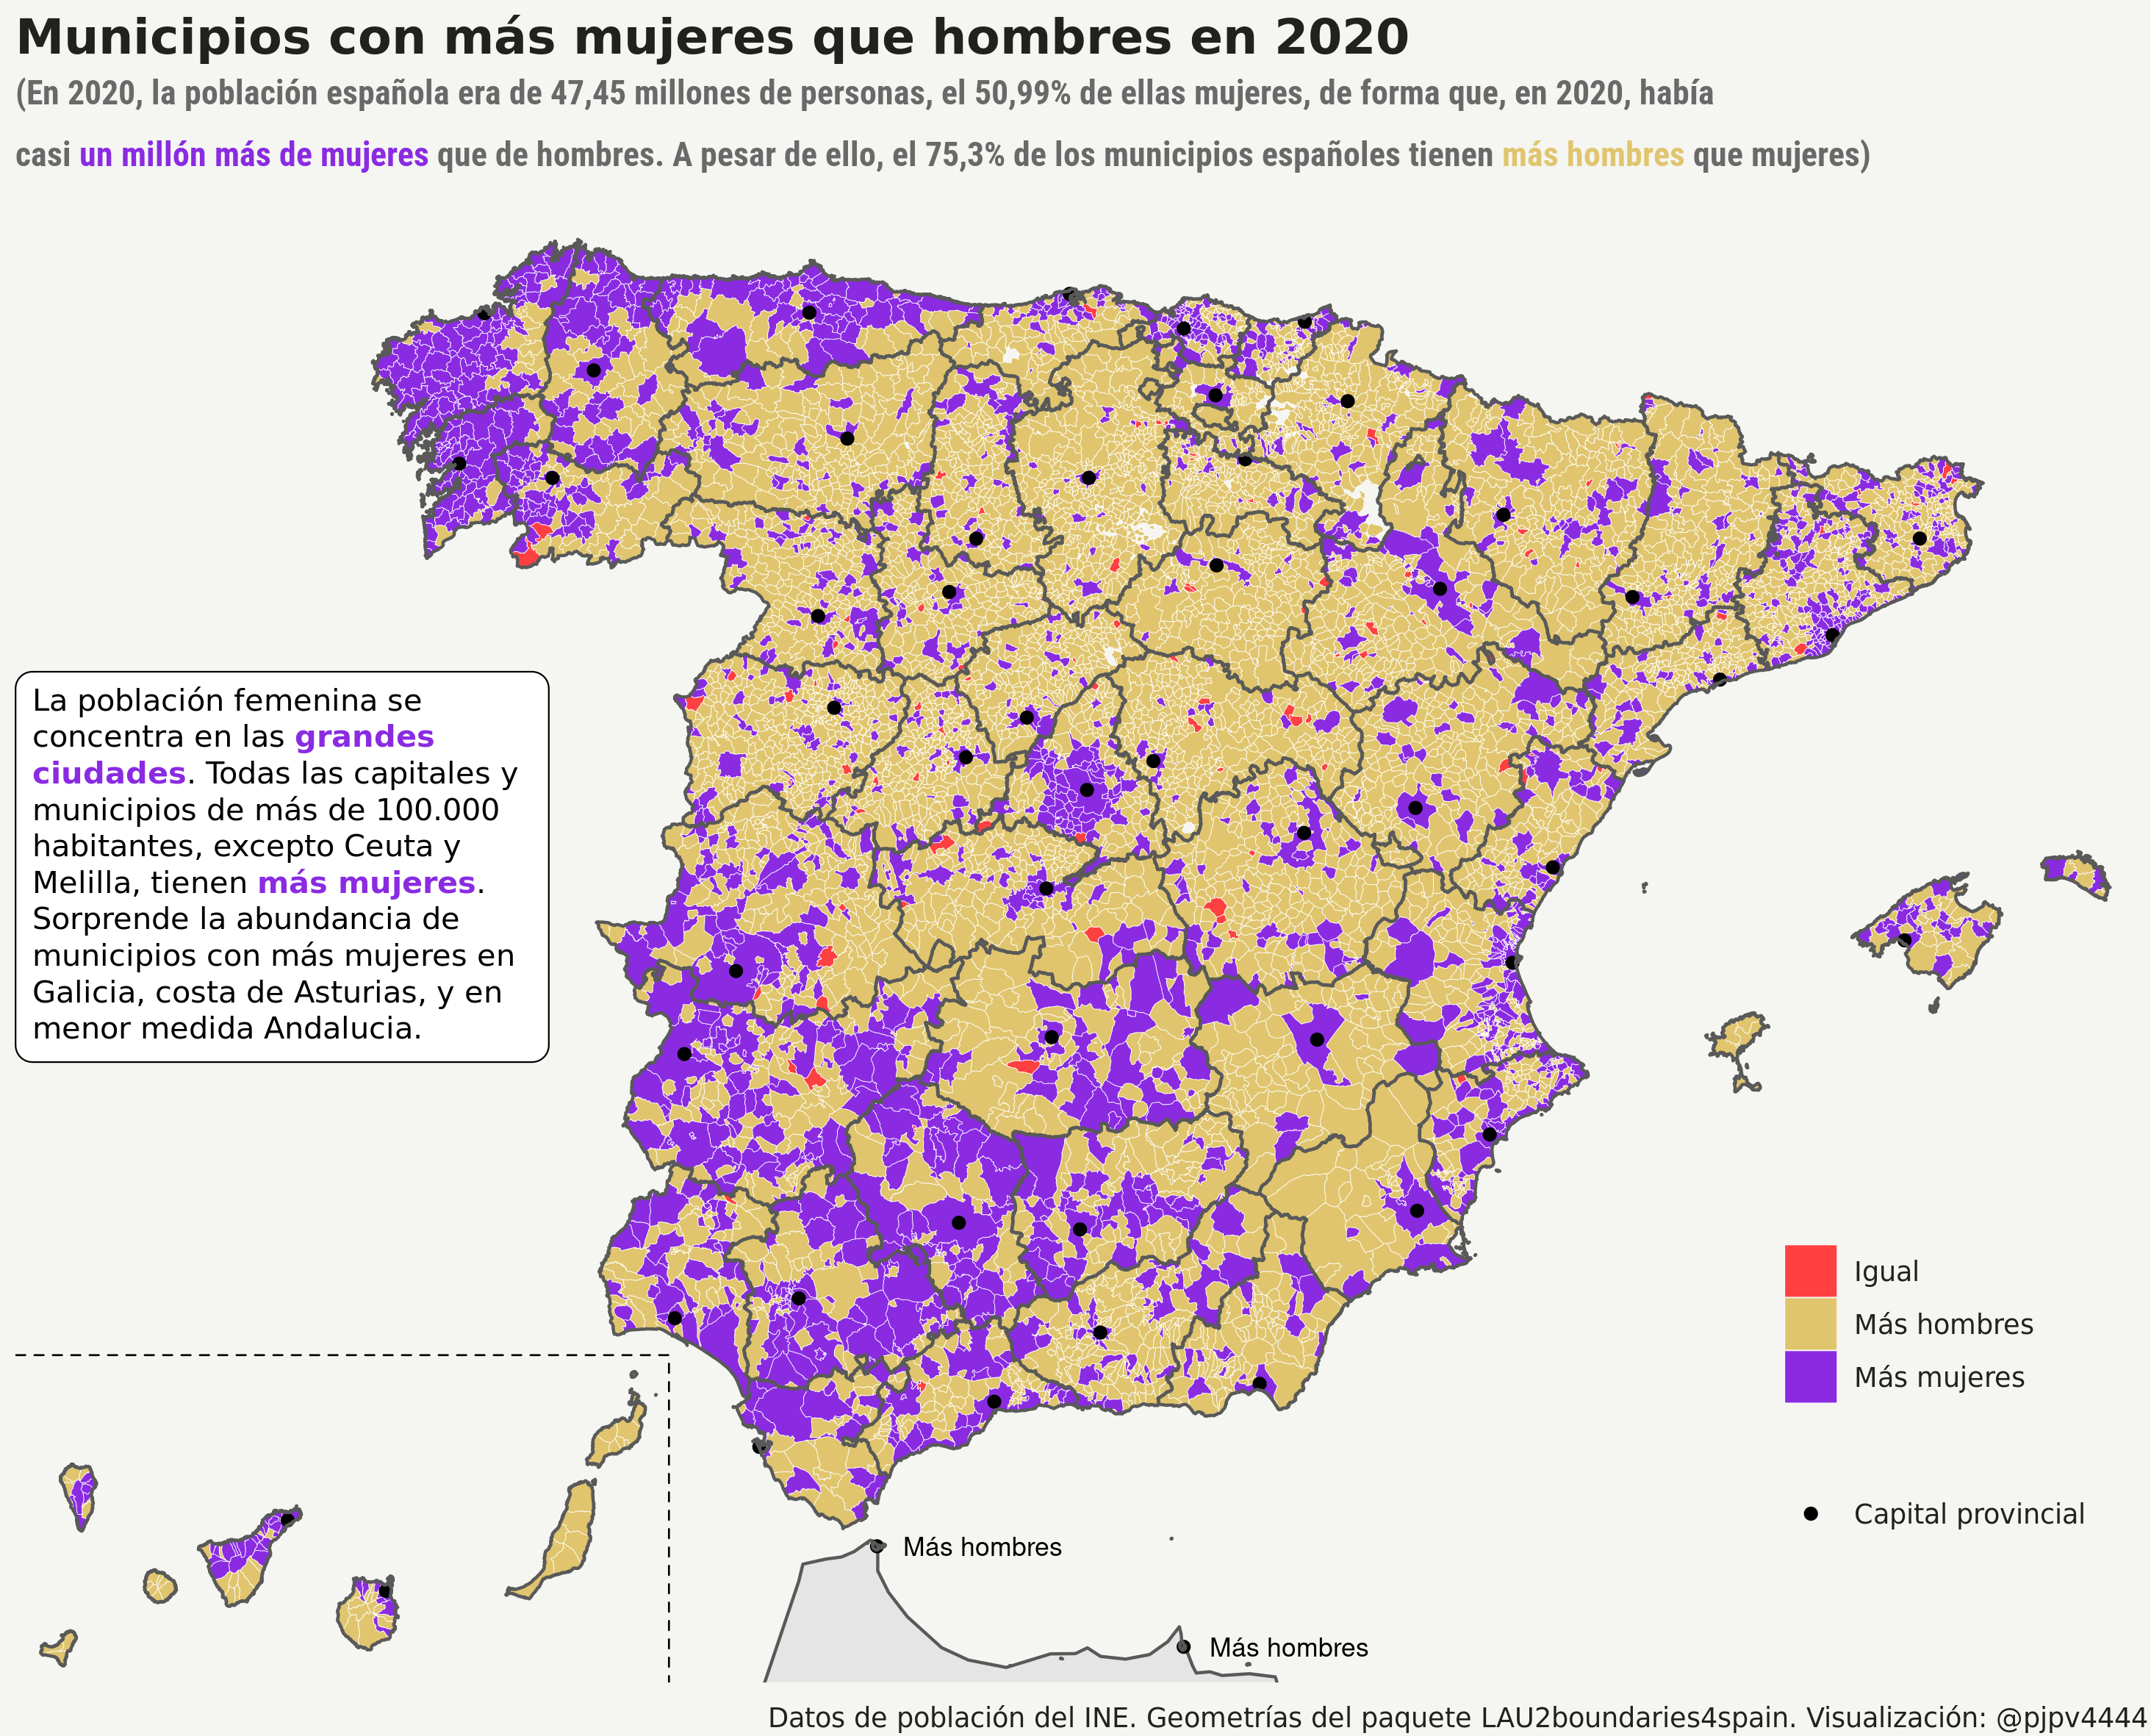 Municipios con más mujeres que hombres en 2020
(En 2020, la población española era de 47,45 millones de personas, el 50,99% de ellas mujeres, de forma que, en 2020, había
casi un millón más de mujeres que de hombres. A pesar de ello, el 75,3% de los municipios españoles tienen más hombres que mujeres)
La población femenina se
concentra en las grandes
ciudades. Todas las capitales y
municipios de más de 100.000
habitantes, excepto Ceuta y
Melilla, tienen más mujeres.
Sorprende la abundancia de
municipios con más mujeres en
Galicia, costa de Asturias, y en
menor medida Andalucia.
Igual
Más hombres
Más mujeres
Capital provincial
Más hombres
Más hombres
Datos de población del INE. Geometrías del paquete LAU2boundaries4spain. Visualización: @pjpv4444